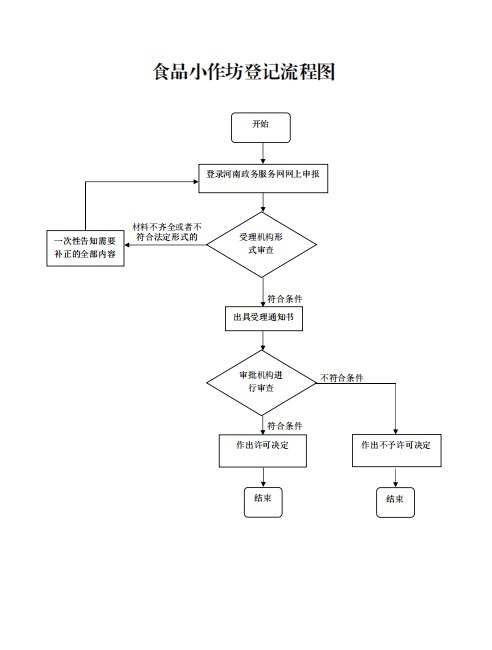 食品小作坊登记流程图
开始
登录河南政务服务网网上申报
材料不齐全或者不
符合法定形式的
一次性告知需要
补正的全部内容
受理机构形
式审查
符合条件
出具受理通知书
审批机构进
行审查
不符合条件
符合条件
作出许可决定
作出不予许可决定
结束
结束